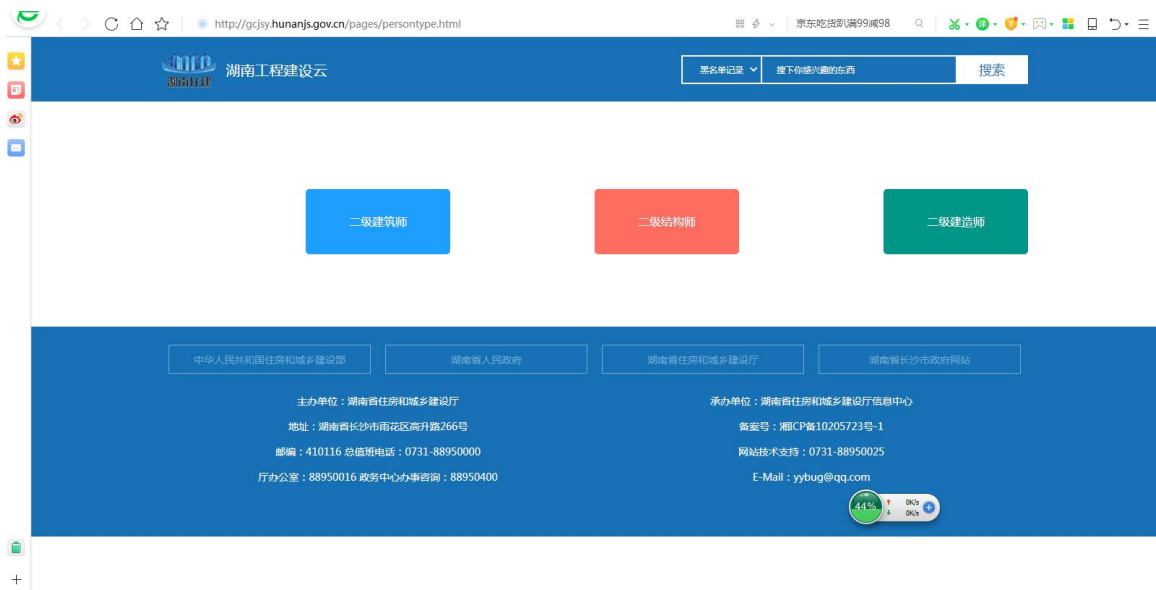 http://gcjsy.hunanjs.gov.cn/pages/persontype.html
京东吃货趴满99减98
湖南住建
湖南工程建设云
黑名单记录
搜下你感兴趣的东西
搜索
二级建筑师
二级结构师
二级建造师
中华人民共和国住房和城乡建设部
湖南省人民政府
湖南省住房和城乡建设厅
湖南省长沙市政府网站
主办单位：湖南省住房和城乡建设厅
承办单位：湖南省住房和城乡建设厅信息中心
地址：湖南省长沙市雨花区高升路266号
备案号：湘ICP备10205723号-1
邮编：410116 总值班电话：0731-88950000
网站技术支持：0731-88950025
厅办公室：88950016 政务中心办事咨询：88950400
E-Mail：yybug@qq.com
44%
0K/s
0K/s